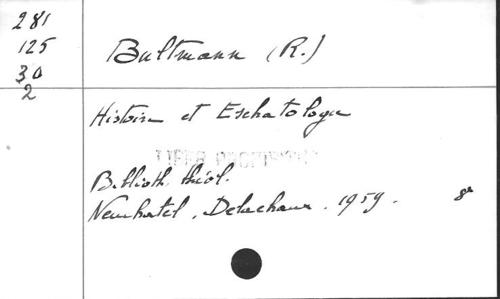 281
125
30
2
Bultmann (R.)
Histoire et Eschatologie
Biblioth. théol.
Neuchatel, Delachaux. 1959. 8°